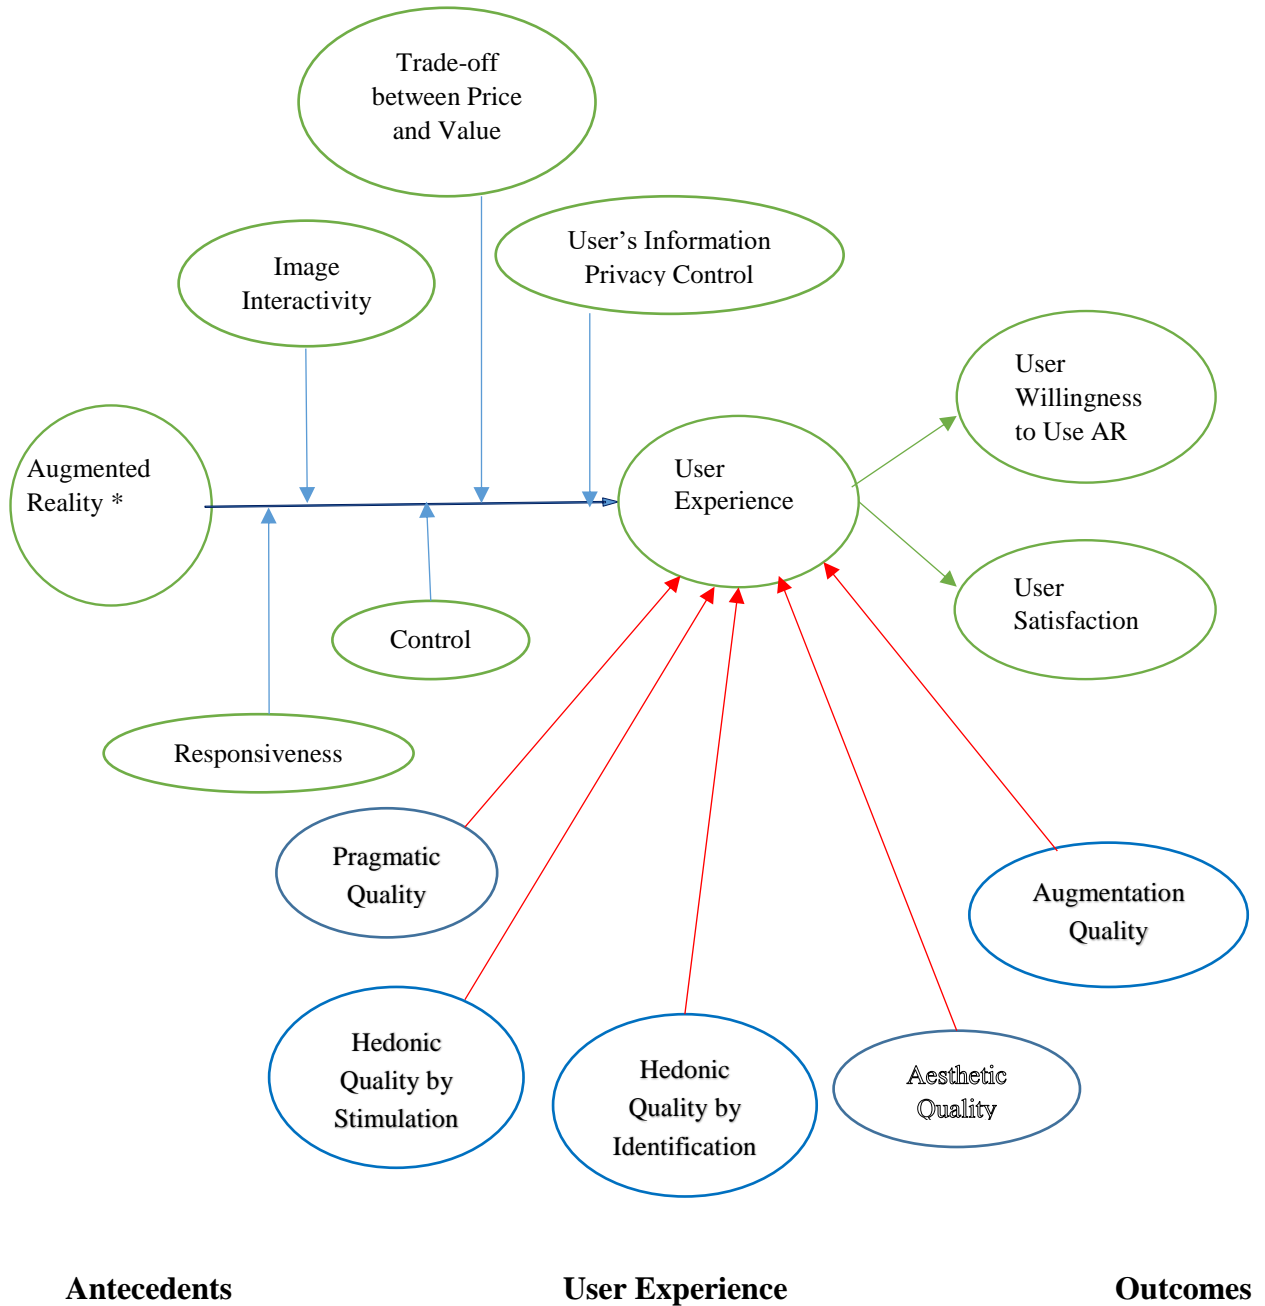 Trade-off
between Price
and Value
User's Information
Privacy Control
Image
Interactivity
User
Willingness
to Use AR
Augmented
Reality *
User
Experience
User
Satisfaction
Control
Responsiveness
Pragmatic
Quality
Augmentation
Quality
Hedonic
Quality by
Stimulation
Hedonic
Quality by
Identification
Aesthetic
Quality
Antecedents
User Experience
Outcomes